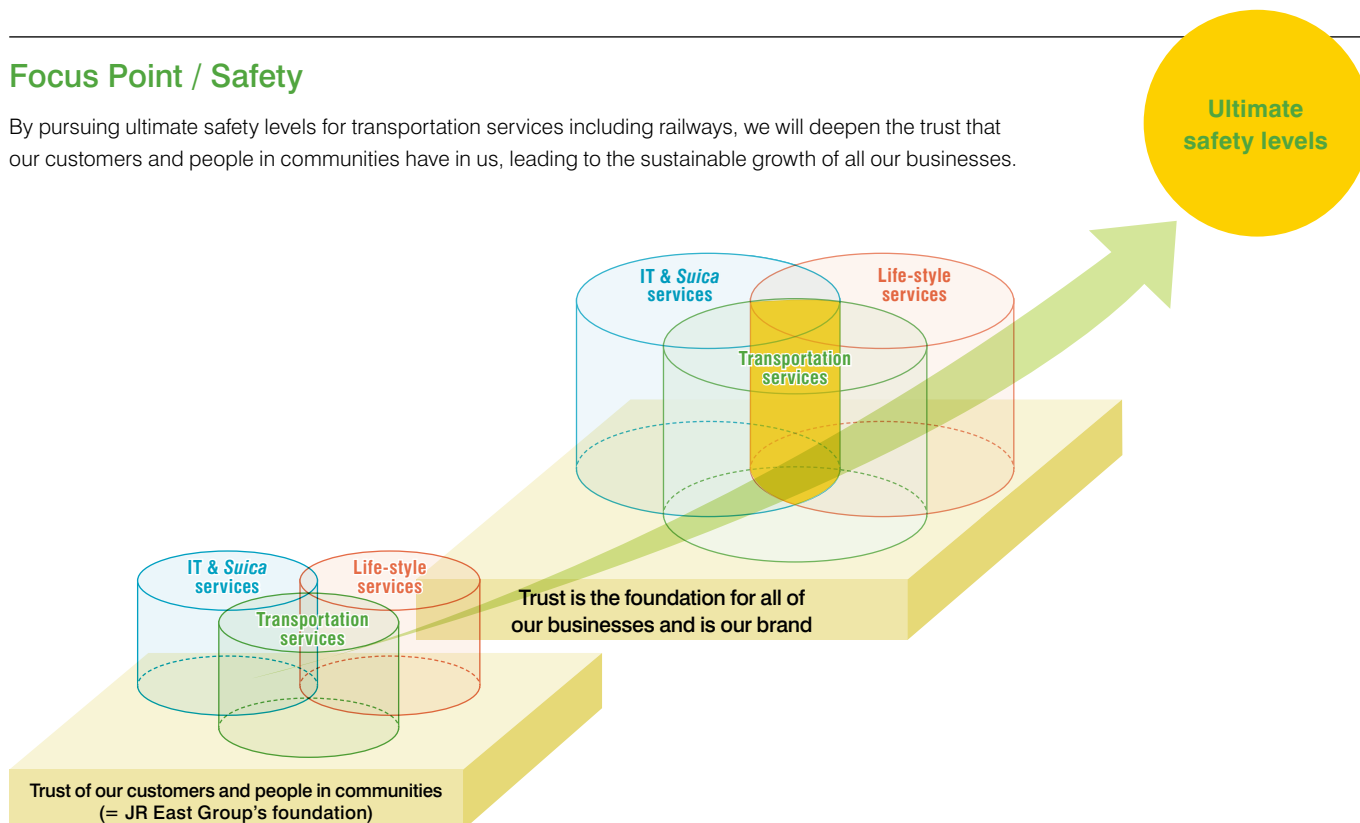 Focus Point / Safety
By pursuing ultimate safety levels for transportation services including railways, we will deepen the trust that
our customers and people in communities have in us, leading to the sustainable growth of all our businesses.
Ultimate
safety levels
IT & Suica
services
Life-style
services
Transportation
services
Trust is the foundation for all of
our businesses and is our brand
IT & Suica
services
Life-style
services
Transportation
services
Trust of our customers and people in communities
(= JR East Group's foundation)